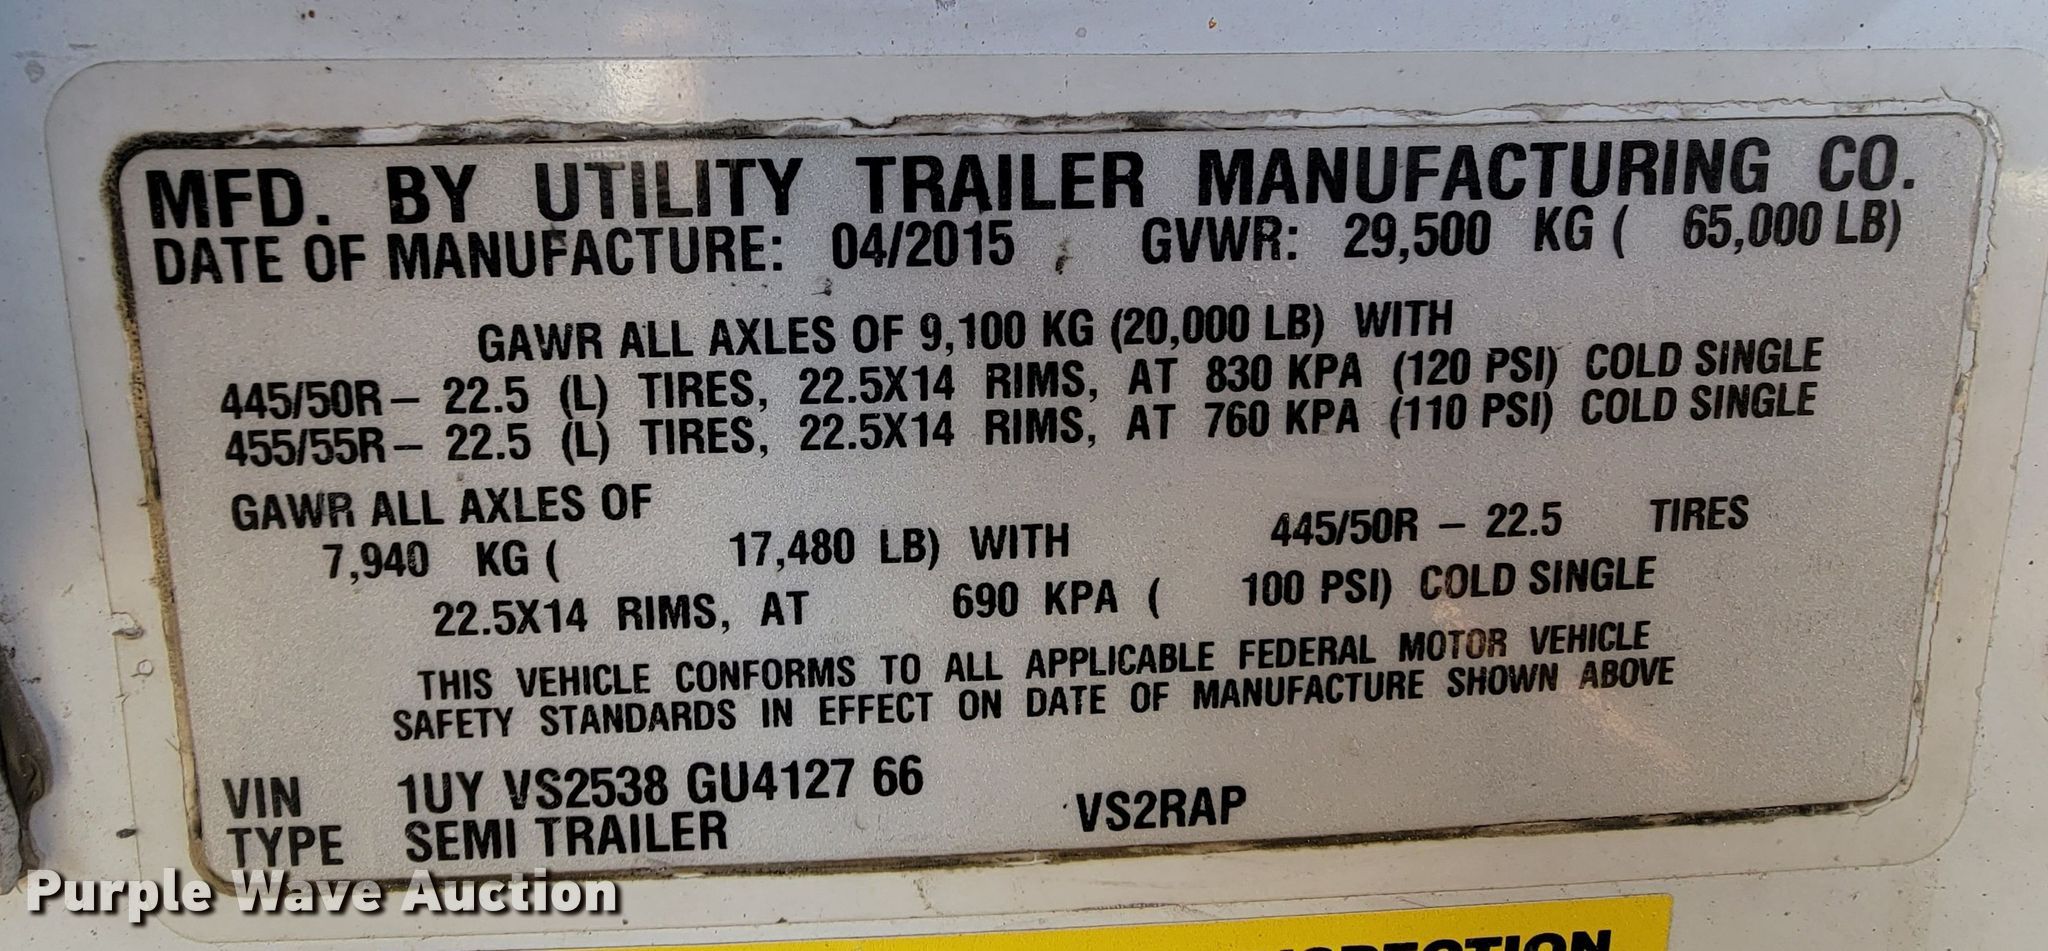 MFD. BY UTILITY TRAILER MANUFACTURING CO.
DATE OF MANUFACTURE: 04/2015 GVWR: 29,500 KG ( 65,000 LB)
GAWR ALL AXLES OF 9,100 KG (20,000 LB) WITH
445/50R – 22.5 (L) TIRES, 22.5X14 RIMS, AT 830 KPA (120 PSI) COLD SINGLE
455/55R – 22.5 (L) TIRES, 22.5X14 RIMS, AT 760 KPA (110 PSI) COLD SINGLE
GAWR ALL AXLES OF
7,940 KG ( 17,480 LB) WITH 445/50R – 22.5 TIRES
22.5X14 RIMS, AT 690 KPA ( 100 PSI) COLD SINGLE
THIS VEHICLE CONFORMS TO ALL APPLICABLE FEDERAL MOTOR VEHICLE
SAFETY STANDARDS IN EFFECT ON DATE OF MANUFACTURE SHOWN ABOVE
VIN 1UY VS2538 GU4127 66
TYPE SEMI TRAILER VS2RAP
Purple Wave Auction